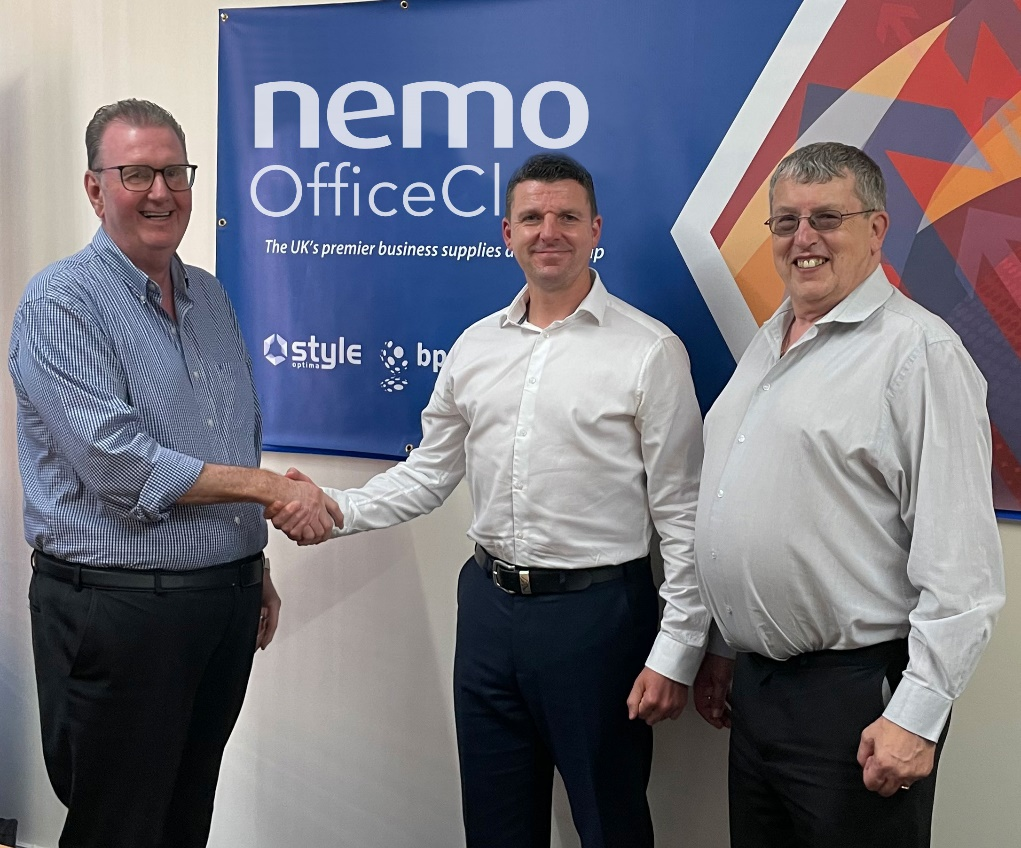 nemo
OfficeCl
The UK's premier business supplies
style
optima
bp